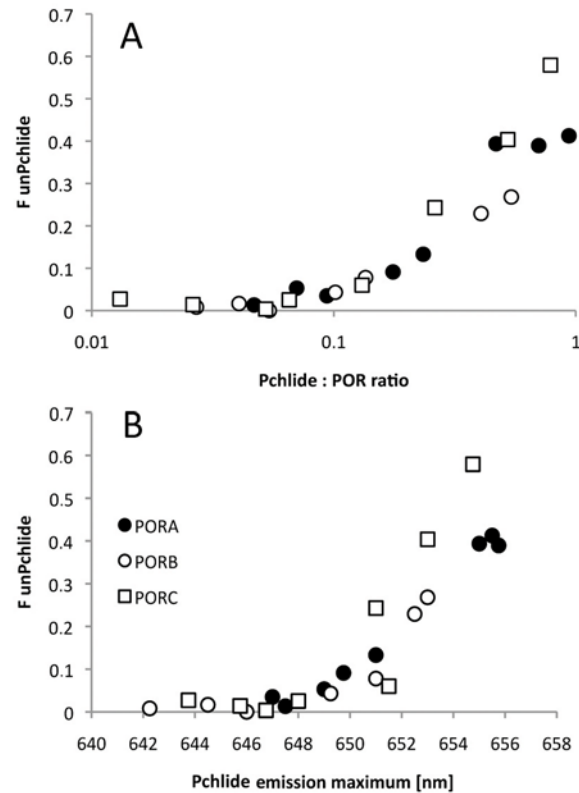 A
0.7
0.6
0.5
0.4
0.3
0.2
0.1
0
F unPchlide
0.01 0.1 1
Pchlide : POR ratio
B
0.7
0.6
0.5
0.4
0.3
0.2
0.1
0
F unPchlide
PORA
PORB
PORC
640 642 644 646 648 650 652 654 656 658
Pchlide emission maximum [nm]